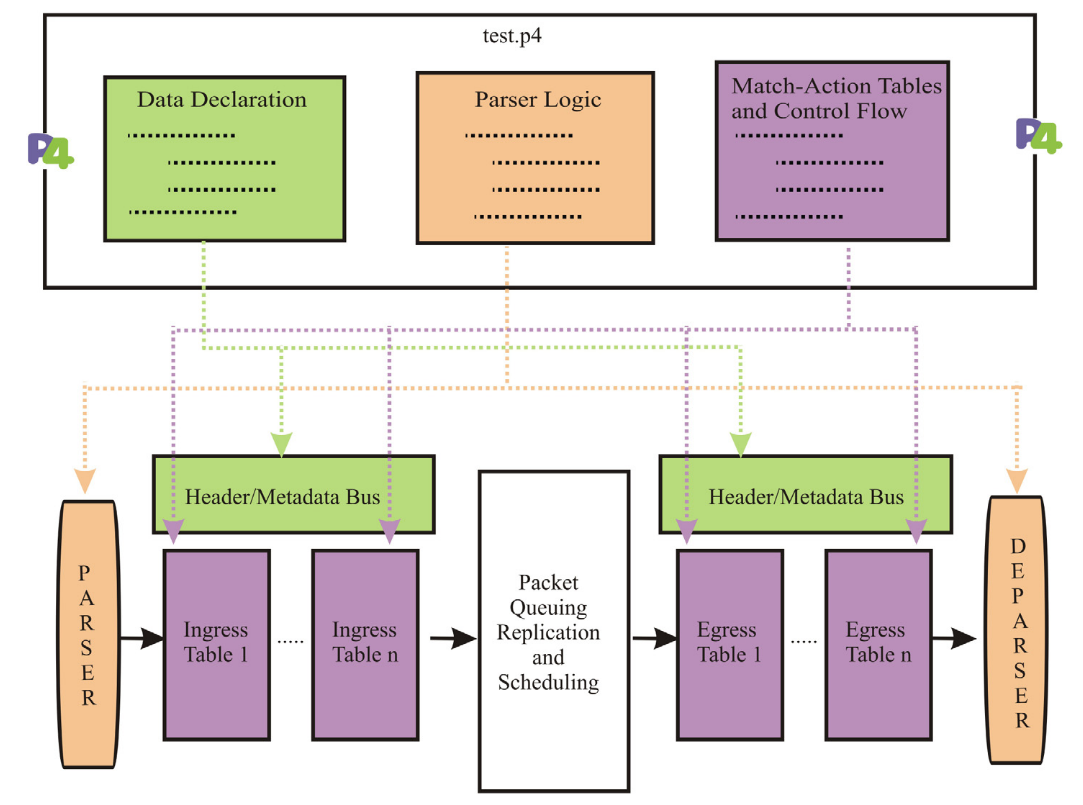 test.p4
Data Declaration
Parser Logic
Match-Action Tables
and Control Flow
P4
P4
Header/Metadata Bus
Header/Metadata Bus
PARSER
Ingress
Table 1
.....
Ingress
Table n
Packet
Queuing
Replication
and
Scheduling
Egress
Table 1
.....
Egress
Table n
DEPARSER